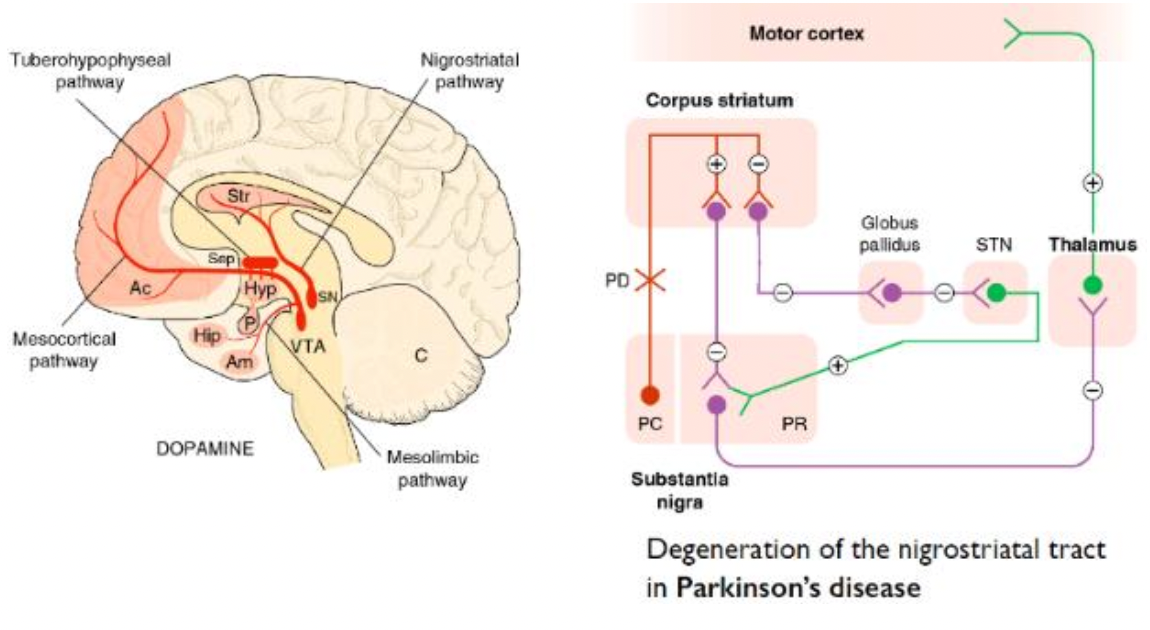 Tuberohypophyseal
pathway
Nigrostriatal
pathway
Str
Sep
Hyp
SN
Ac
P
Hip
VTA
Am
C
Mesocortical
pathway
DOPAMINE
Mesolimbic
pathway
Motor cortex
Corpus striatum
+
−
+
Globus
pallidus
STN
Thalamus
PD
−
−
−
+
−
PC
PR
Substantia
nigra
Degeneration of the nigrostriatal tract
in Parkinson's disease